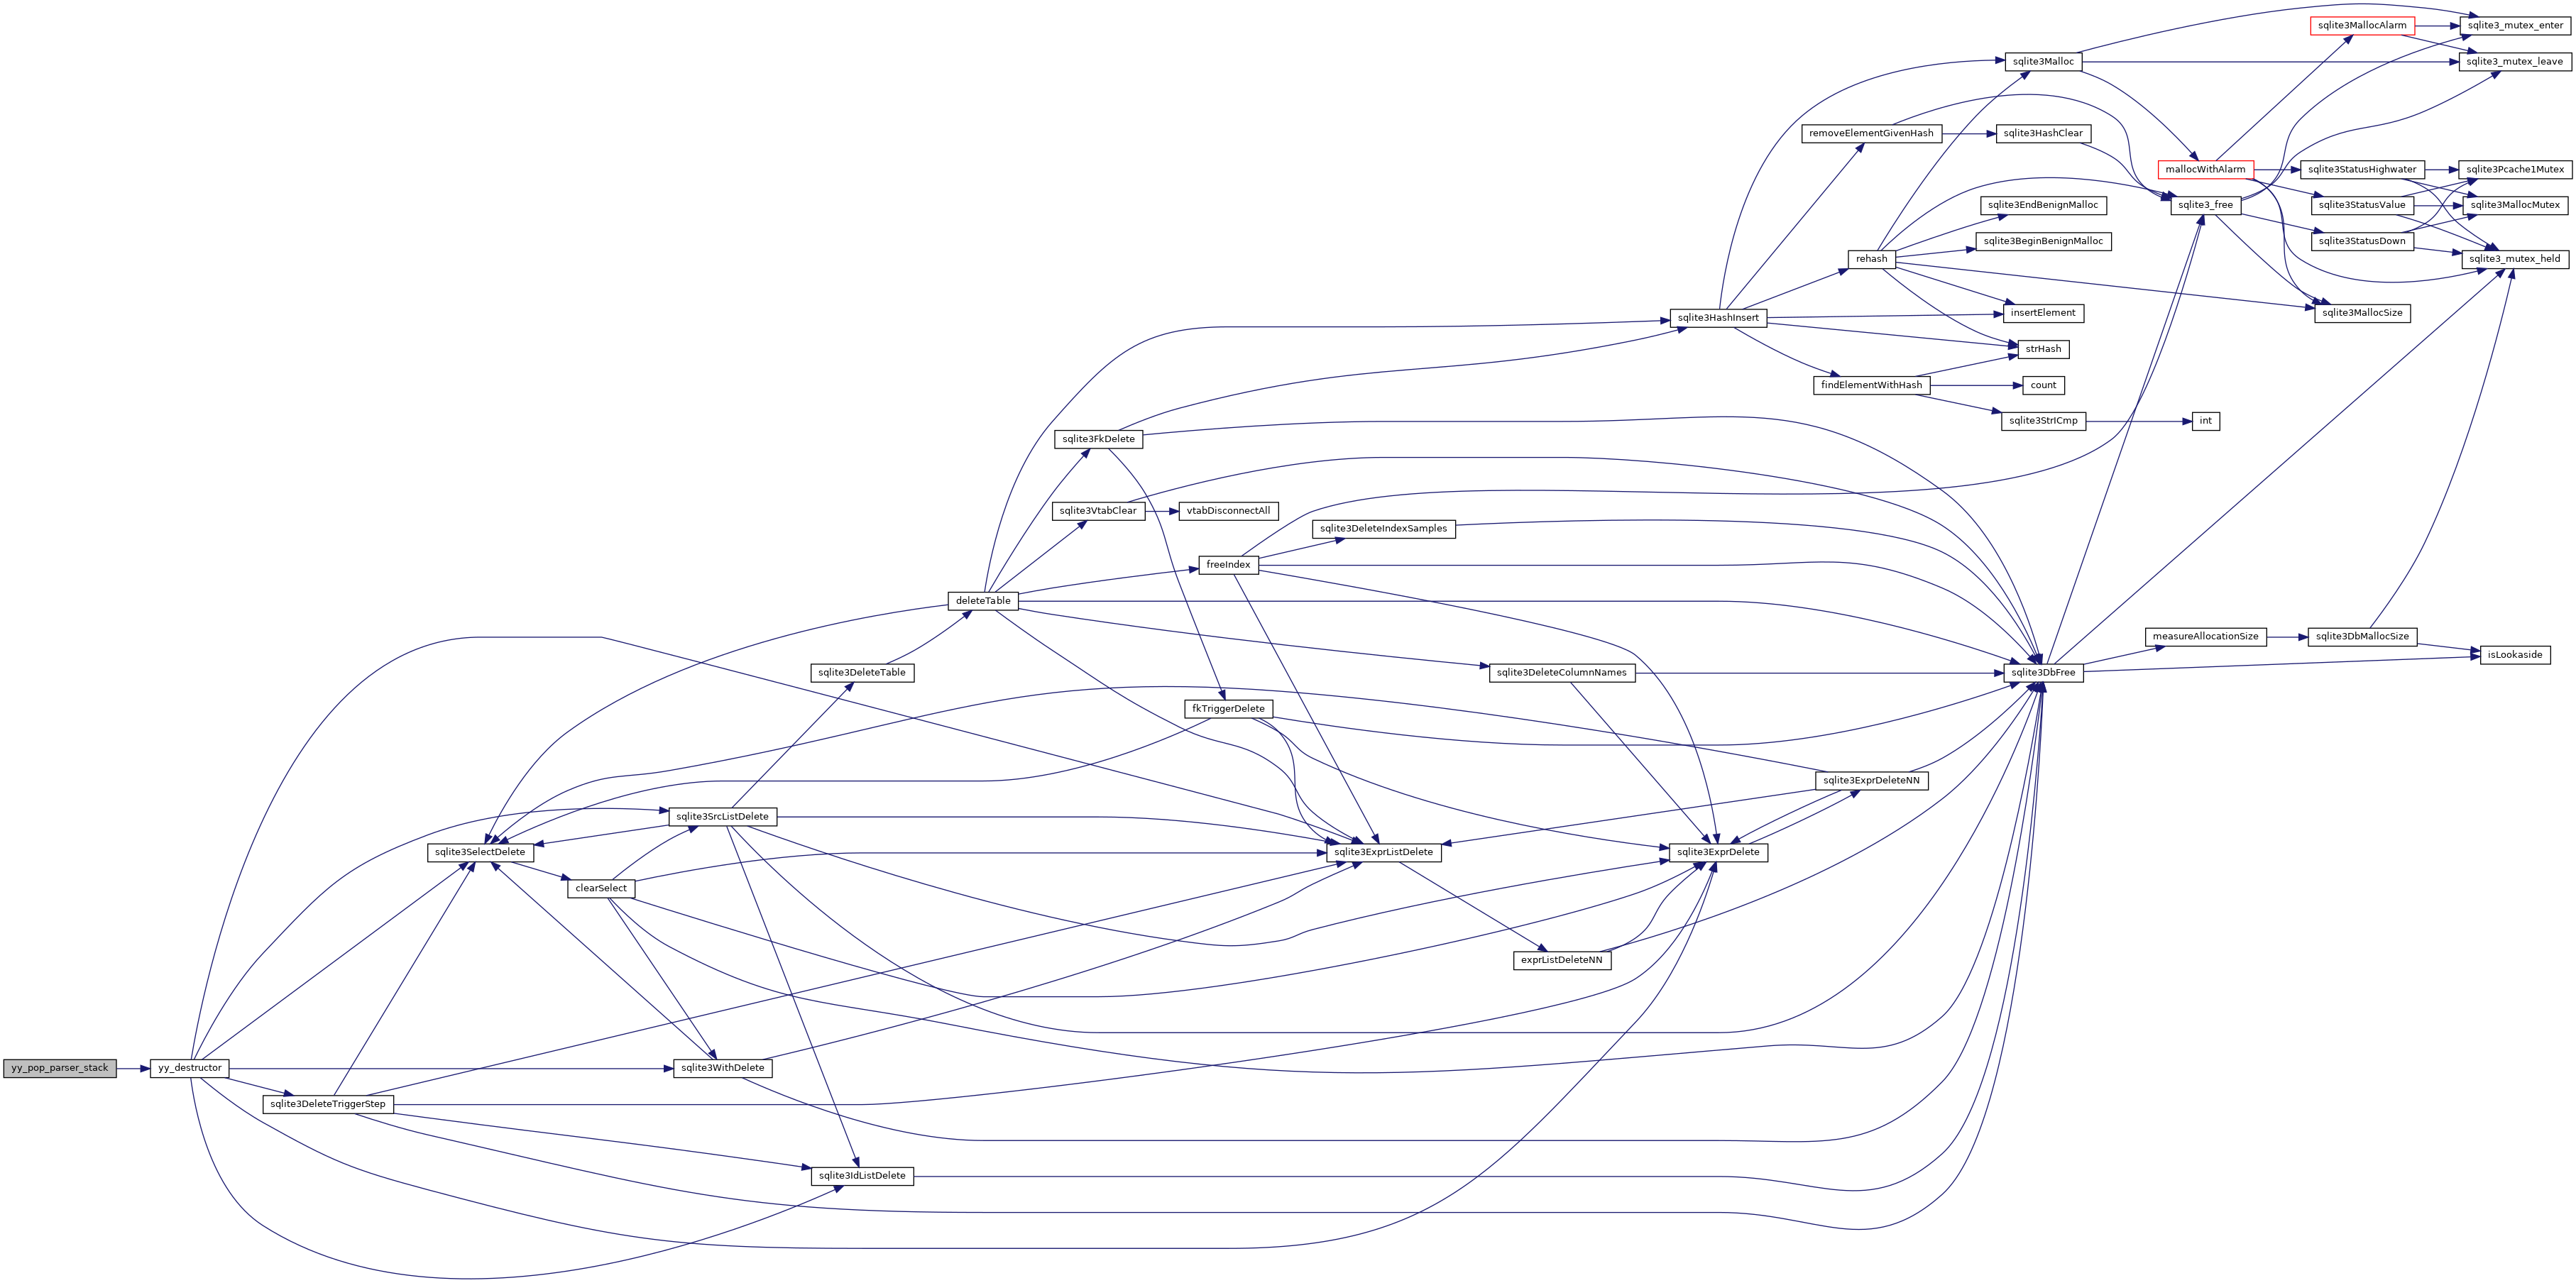 sqlite3MallocAlarm
sqlite3_mutex_enter
sqlite3Malloc
sqlite3_mutex_leave
removeElementGivenHash
sqlite3HashClear
mallocWithAlarm
sqlite3StatusHighwater
sqlite3Pcache1Mutex
sqlite3EndBenignMalloc
sqlite3_free
sqlite3StatusValue
sqlite3MallocMutex
sqlite3BeginBenignMalloc
sqlite3StatusDown
rehash
sqlite3_mutex_held
sqlite3HashInsert
insertElement
sqlite3MallocSize
strHash
findElementWithHash
count
sqlite3StrICmp
int
sqlite3FkDelete
sqlite3VtabClear
vtabDisconnectAll
sqlite3DeleteIndexSamples
freeIndex
deleteTable
measureAllocationSize
sqlite3DbMallocSize
isLookaside
sqlite3DeleteTable
sqlite3DeleteColumnNames
sqlite3DbFree
fkTriggerDelete
sqlite3ExprDeleteNN
sqlite3SrcListDelete
sqlite3SelectDelete
sqlite3ExprListDelete
sqlite3ExprDelete
clearSelect
exprListDeleteNN
yy_pop_parser_stack
yy_destructor
sqlite3WithDelete
sqlite3DeleteTriggerStep
sqlite3IdListDelete